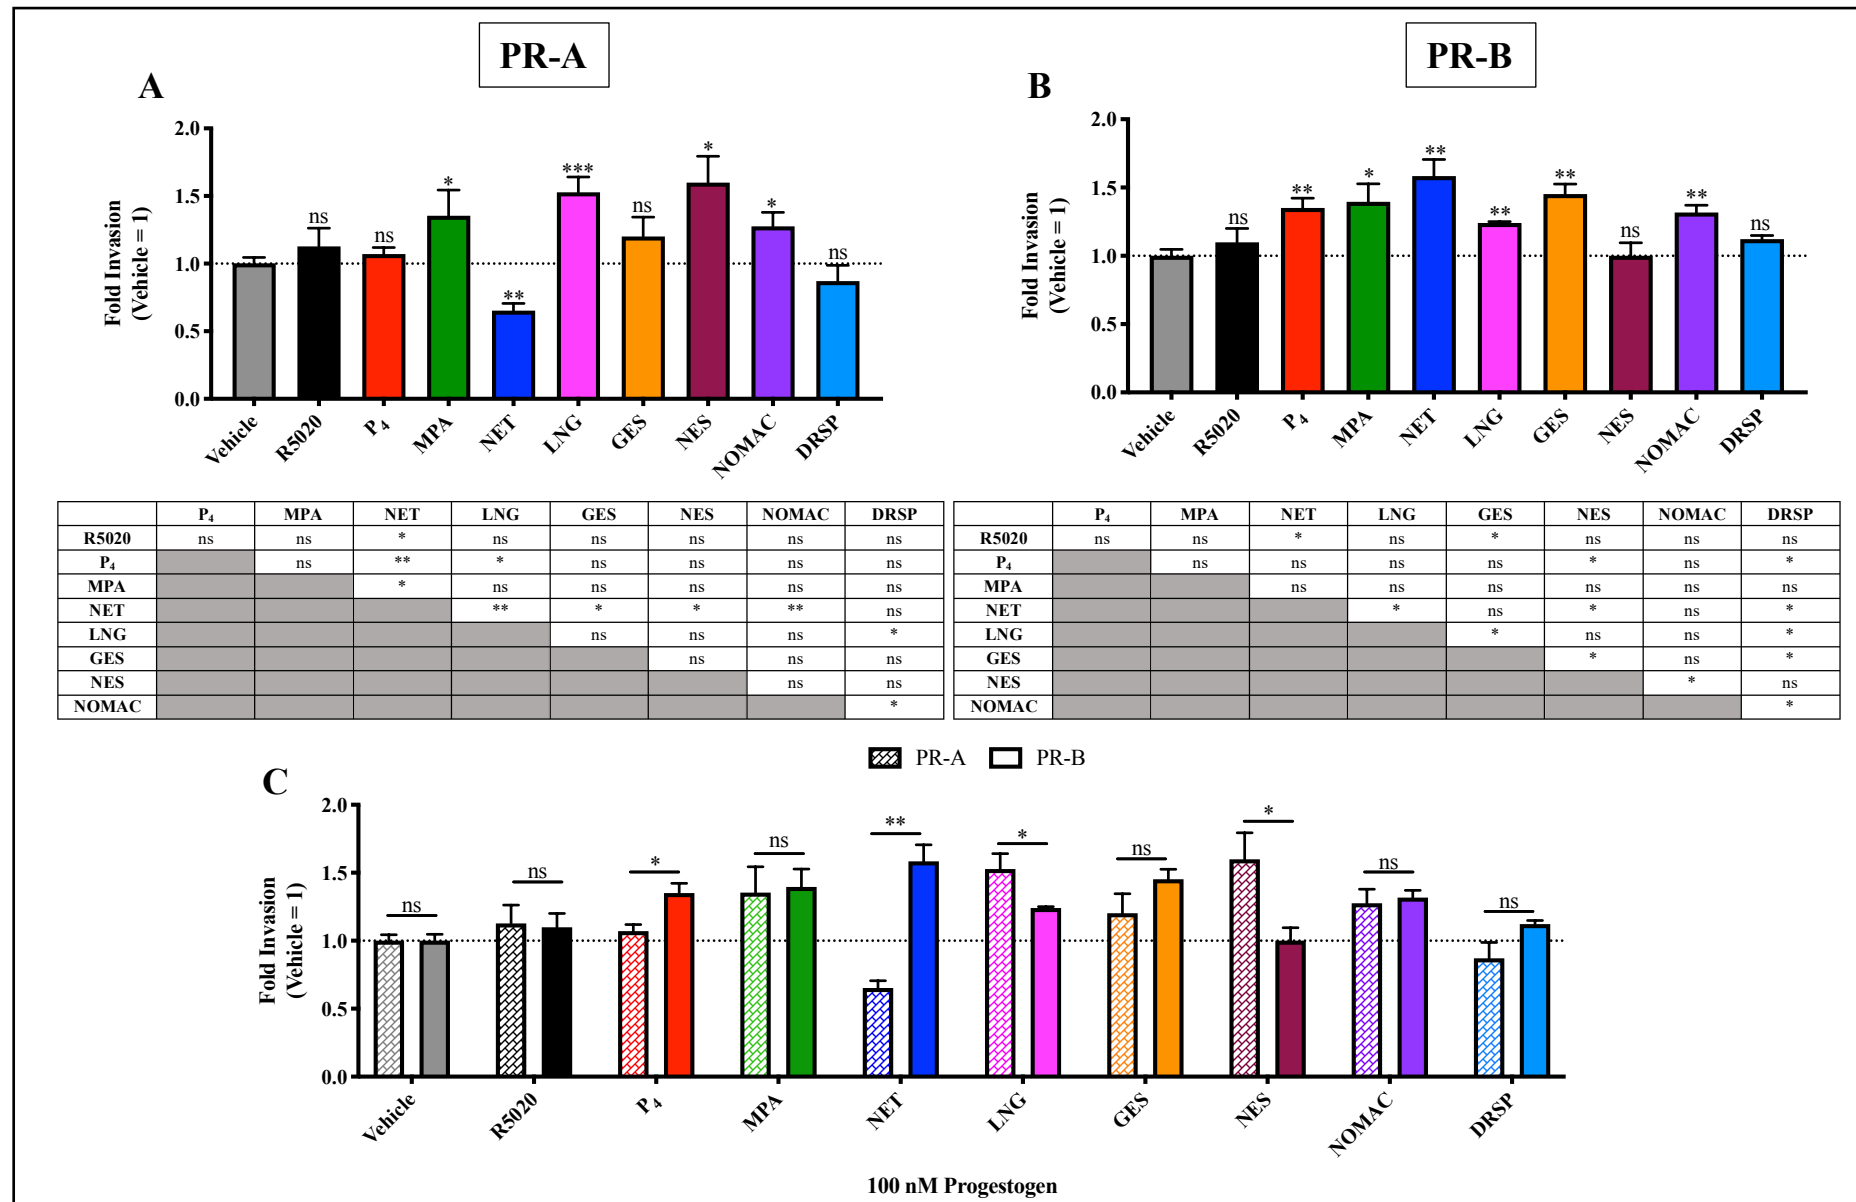 PR-A
PR-B
A
B
Fold Invasion
(Vehicle = 1)
2.0
1.5
1.0
0.5
0.0
ns
ns
*
**
***
ns
*
*
ns
Vehicle
R5020
P4
MPA
NET
LNG
GES
NES
NOMAC
DRSP
Fold Invasion
(Vehicle = 1)
2.0
1.5
1.0
0.5
0.0
ns
**
*
**
**
**
ns
**
ns
Vehicle
R5020
P4
MPA
NET
LNG
GES
NES
NOMAC
DRSP
P4 MPA NET LNG GES NES NOMAC DRSP
R5020 ns ns * ns ns ns ns ns
P4 ns ** * ns ns ns ns
MPA * ns ns ns ns ns
NET ** * * ** ns
LNG ns ns ns *
GES ns ns ns
NES ns ns
NOMAC *
P4 MPA NET LNG GES NES NOMAC DRSP
R5020 ns ns * ns * ns ns ns
P4 ns ns ns ns * ns *
MPA ns ns ns ns ns ns
NET * ns * ns *
LNG * ns ns *
GES * ns *
NES * ns
NOMAC *
PR-A PR-B
C
Fold Invasion
(Vehicle = 1)
2.0
1.5
1.0
0.5
0.0
ns
ns
*
ns
**
*
ns
*
ns
ns
Vehicle
R5020
P4
MPA
NET
LNG
GES
NES
NOMAC
DRSP
100 nM Progestogen